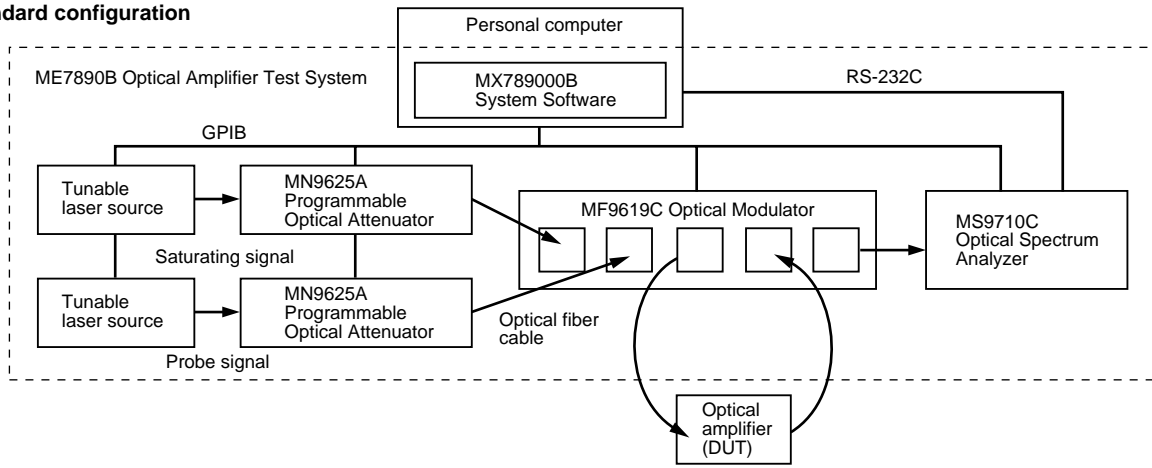 ndard configuration
Personal computer
ME7890B Optical Amplifier Test System
MX789000B
System Software
RS-232C
GPIB
Tunable
laser source
MN9625A
Programmable
Optical Attenuator
MF9619C Optical Modulator
MS9710C
Optical Spectrum
Analyzer
Saturating signal
Tunable
laser source
MN9625A
Programmable
Optical Attenuator
Optical fiber
cable
Probe signal
Optical
amplifier
(DUT)